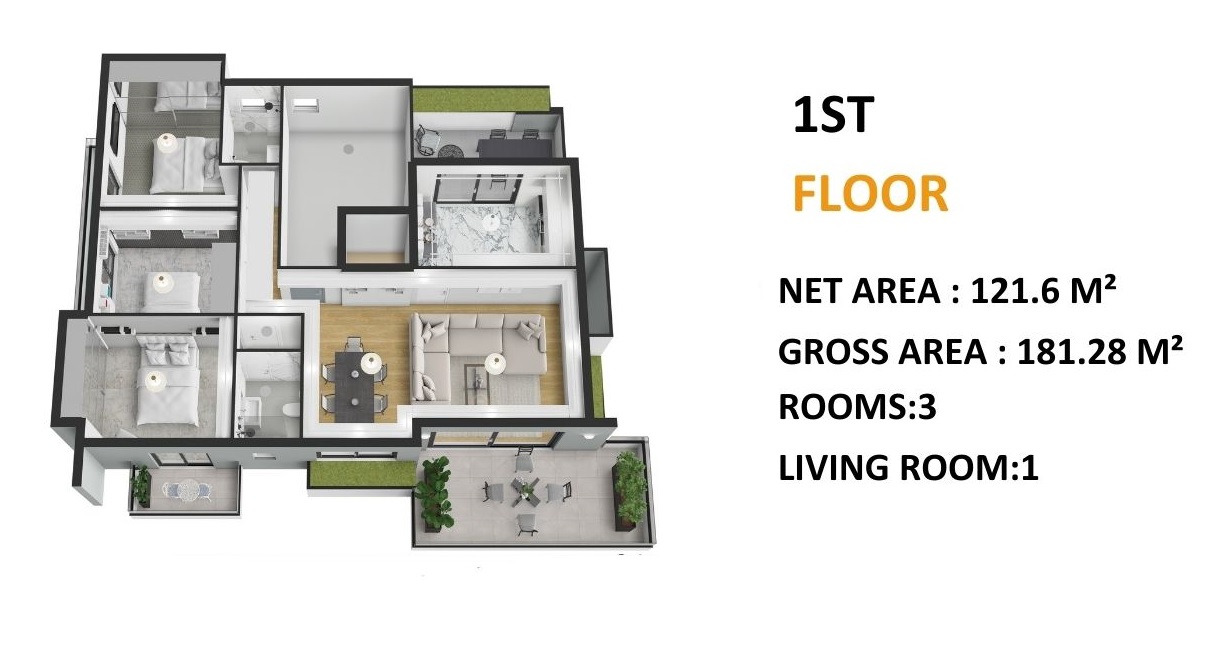 1ST
FLOOR
NET AREA : 121.6 M²
GROSS AREA : 181.28 M²
ROOMS:3
LIVING ROOM:1